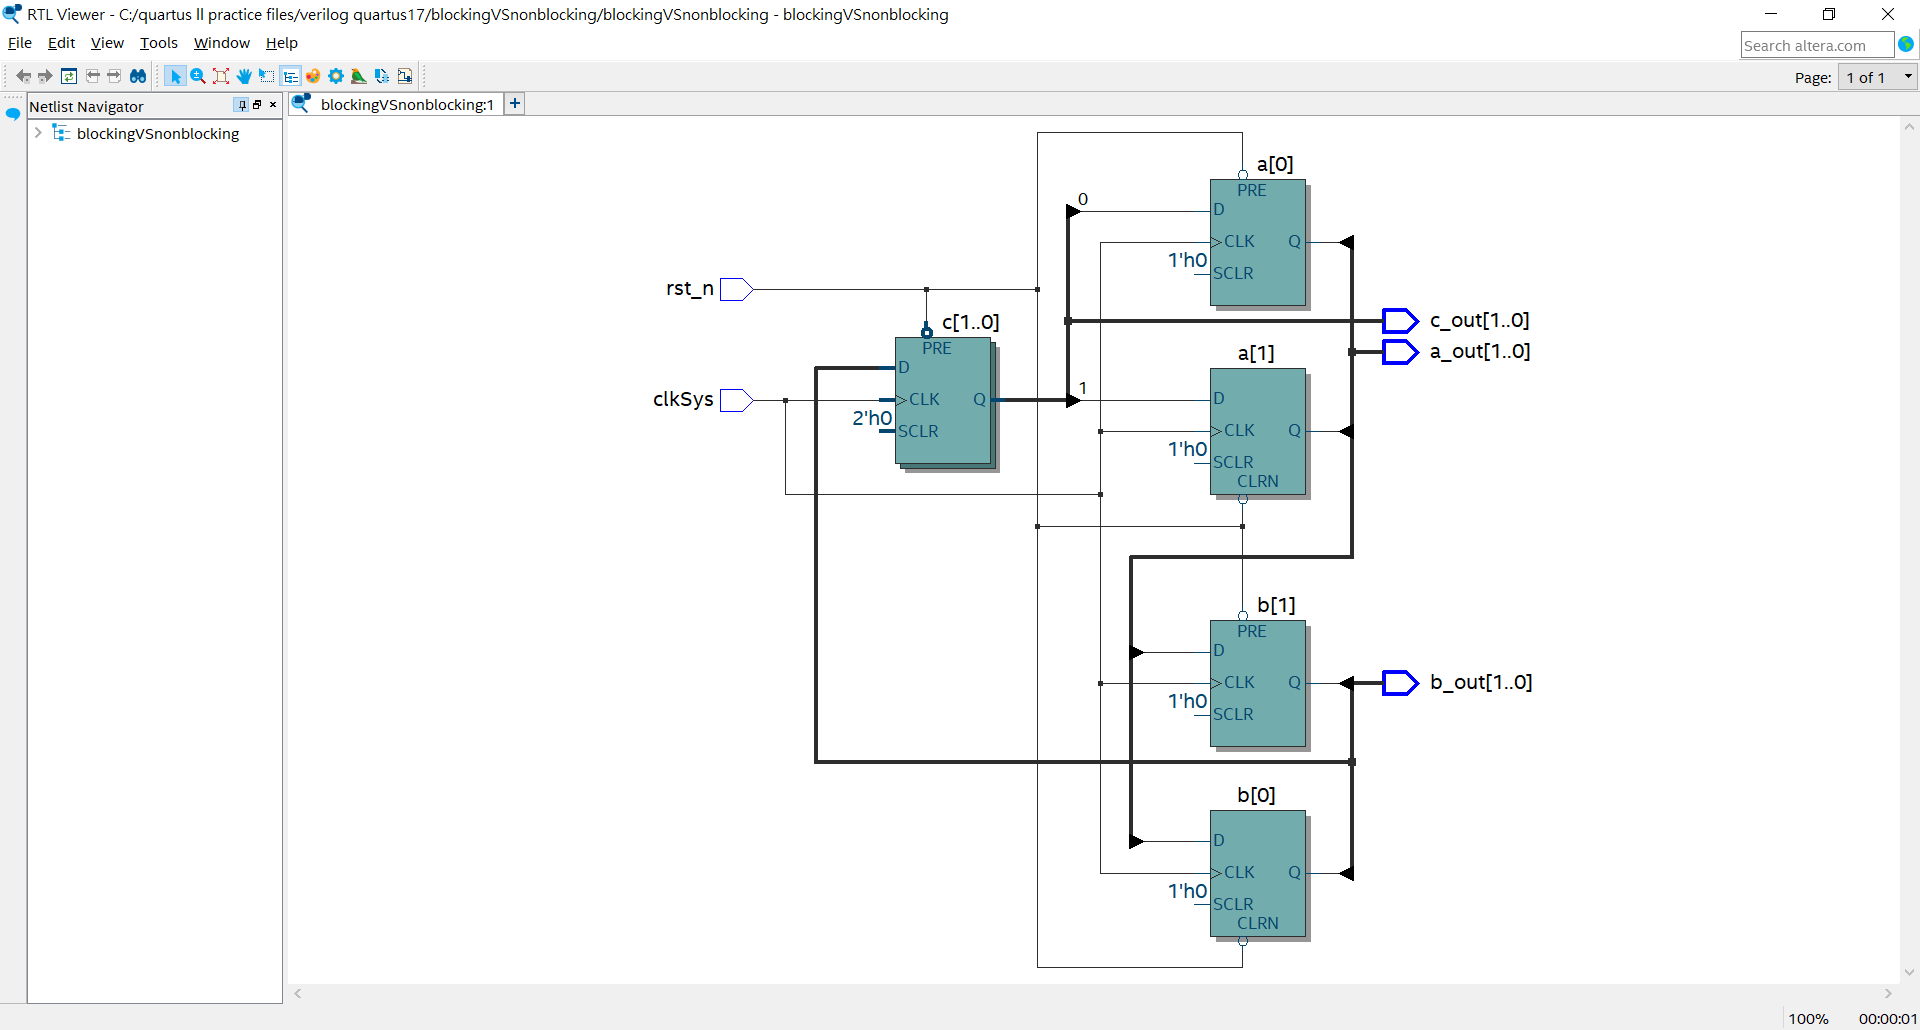 RTL Viewer - C:/quartus ll practice files/verilog quartus17/blockingVSnonblocking/blockingVSnonblocking - blockingVSnonblocking
File Edit View Tools Window Help
Search altera.com
Page: 1 of 1
Netlist Navigator
blockingVSnonblocking:1
blockingVSnonblocking
a[0]
PRE
D
CLK
Q
1'h0
SCLR
0
rst_n
c[1..0]
PRE
D
CLK
Q
2'h0
SCLR
clkSys
c_out[1..0]
a_out[1..0]
a[1]
1
D
CLK
Q
1'h0
SCLR
CLRN
b[1]
PRE
D
CLK
Q
1'h0
SCLR
b_out[1..0]
b[0]
D
CLK
Q
1'h0
SCLR
CLRN
100% 00:00:01